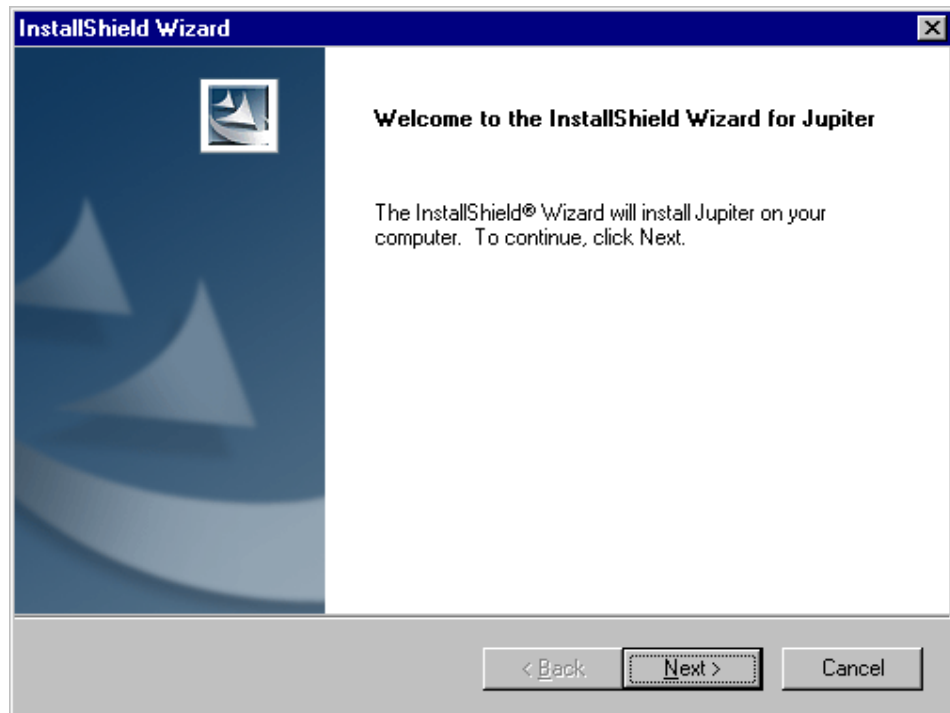 InstallShield Wizard
Welcome to the InstallShield Wizard for Jupiter
The InstallShield® Wizard will install Jupiter on your
computer.  To continue, click Next.
< Back
Next >
Cancel